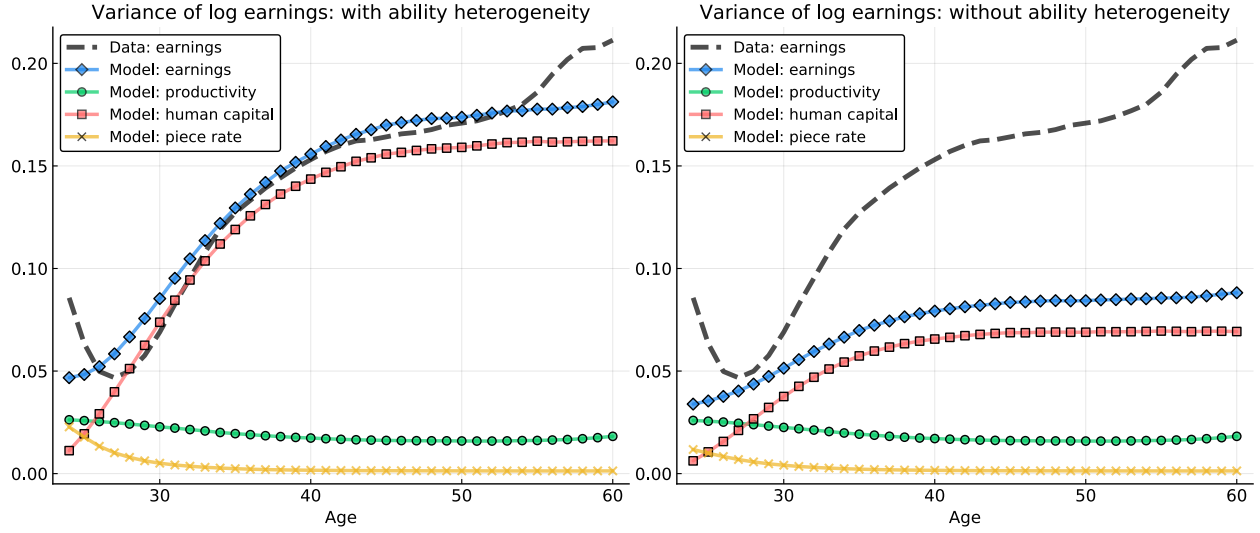 Variance of log earnings: with ability heterogeneity
Data: earnings
Model: earnings
Model: productivity
Model: human capital
Model: piece rate
0.20
0.15
0.10
0.05
0.00
30
40
50
60
Age
Variance of log earnings: without ability heterogeneity
Data: earnings
Model: earnings
Model: productivity
Model: human capital
Model: piece rate
0.20
0.15
0.10
0.05
0.00
30
40
50
60
Age